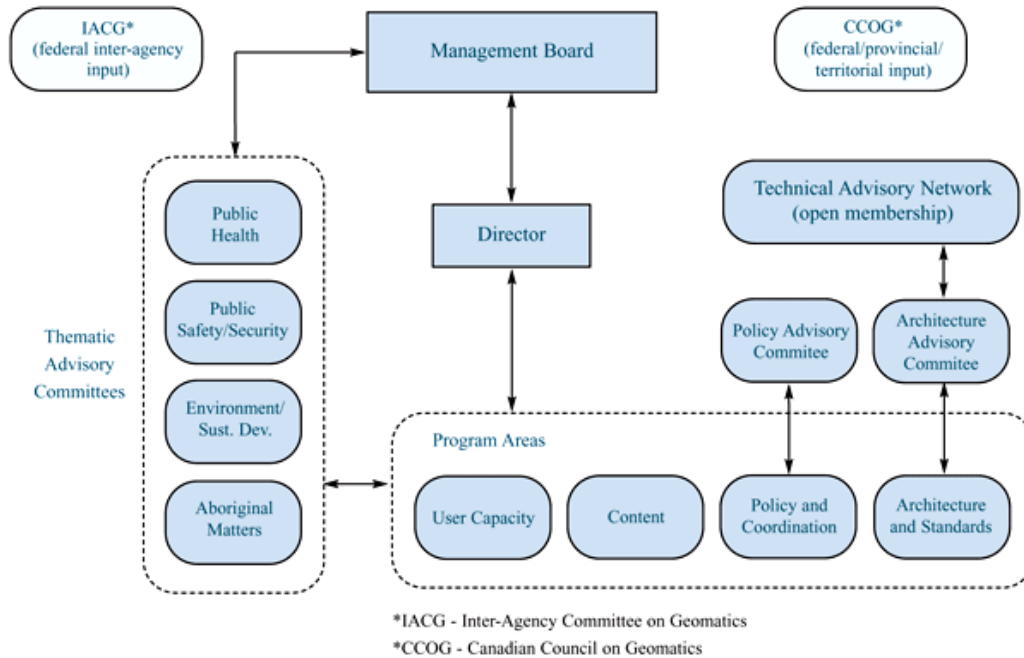 IACG*
(federal inter-agency
input)
Management Board
CCOG*
(federal/provincial/
territorial input)
Technical Advisory Network
(open membership)
Director
Public
Health
Public
Safety/Security
Environment/
Sust. Dev.
Aboriginal
Matters
Thematic
Advisory
Committees
Policy Advisory
Commitee
Architecture
Advisory
Commitee
Program Areas
User Capacity
Content
Policy and
Coordination
Architecture
and Standards
*IACG - Inter-Agency Committee on Geomatics
*CCOG - Canadian Council on Geomatics